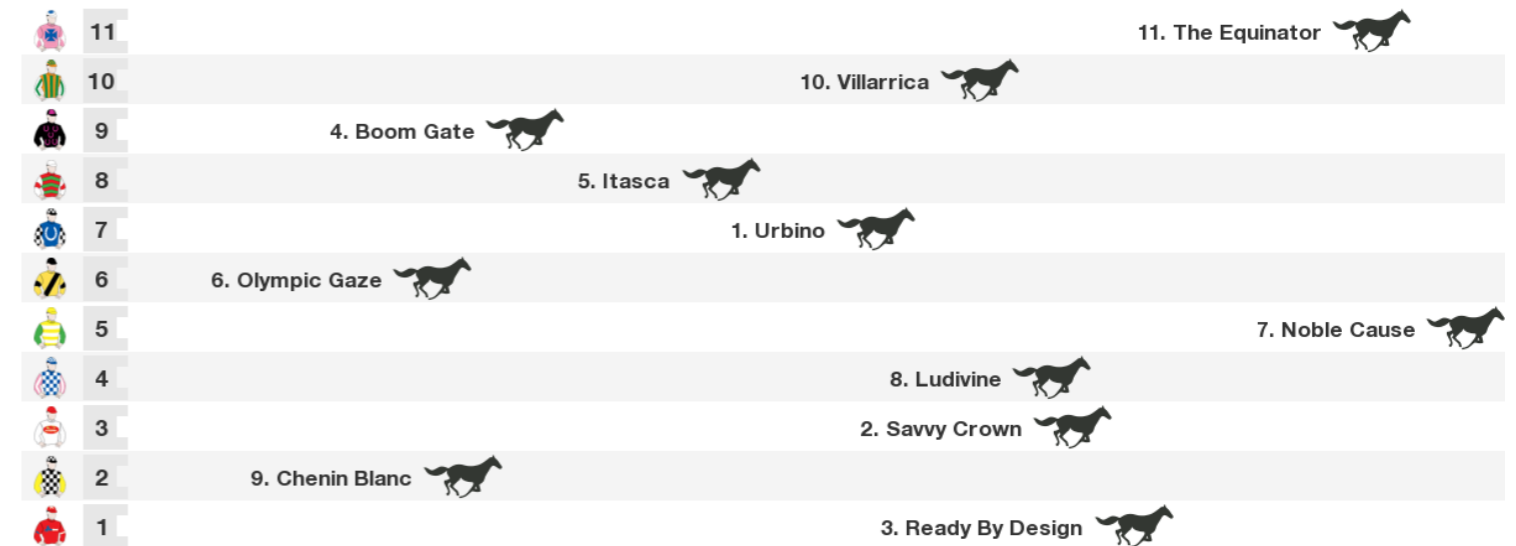 11 11. The Equinator
10 10. Villarrica
9 4. Boom Gate
8 5. Itasca
7 1. Urbino
6 6. Olympic Gaze
5 7. Noble Cause
4 8. Ludivine
3 2. Savvy Crown
2 9. Chenin Blanc
1 3. Ready By Design